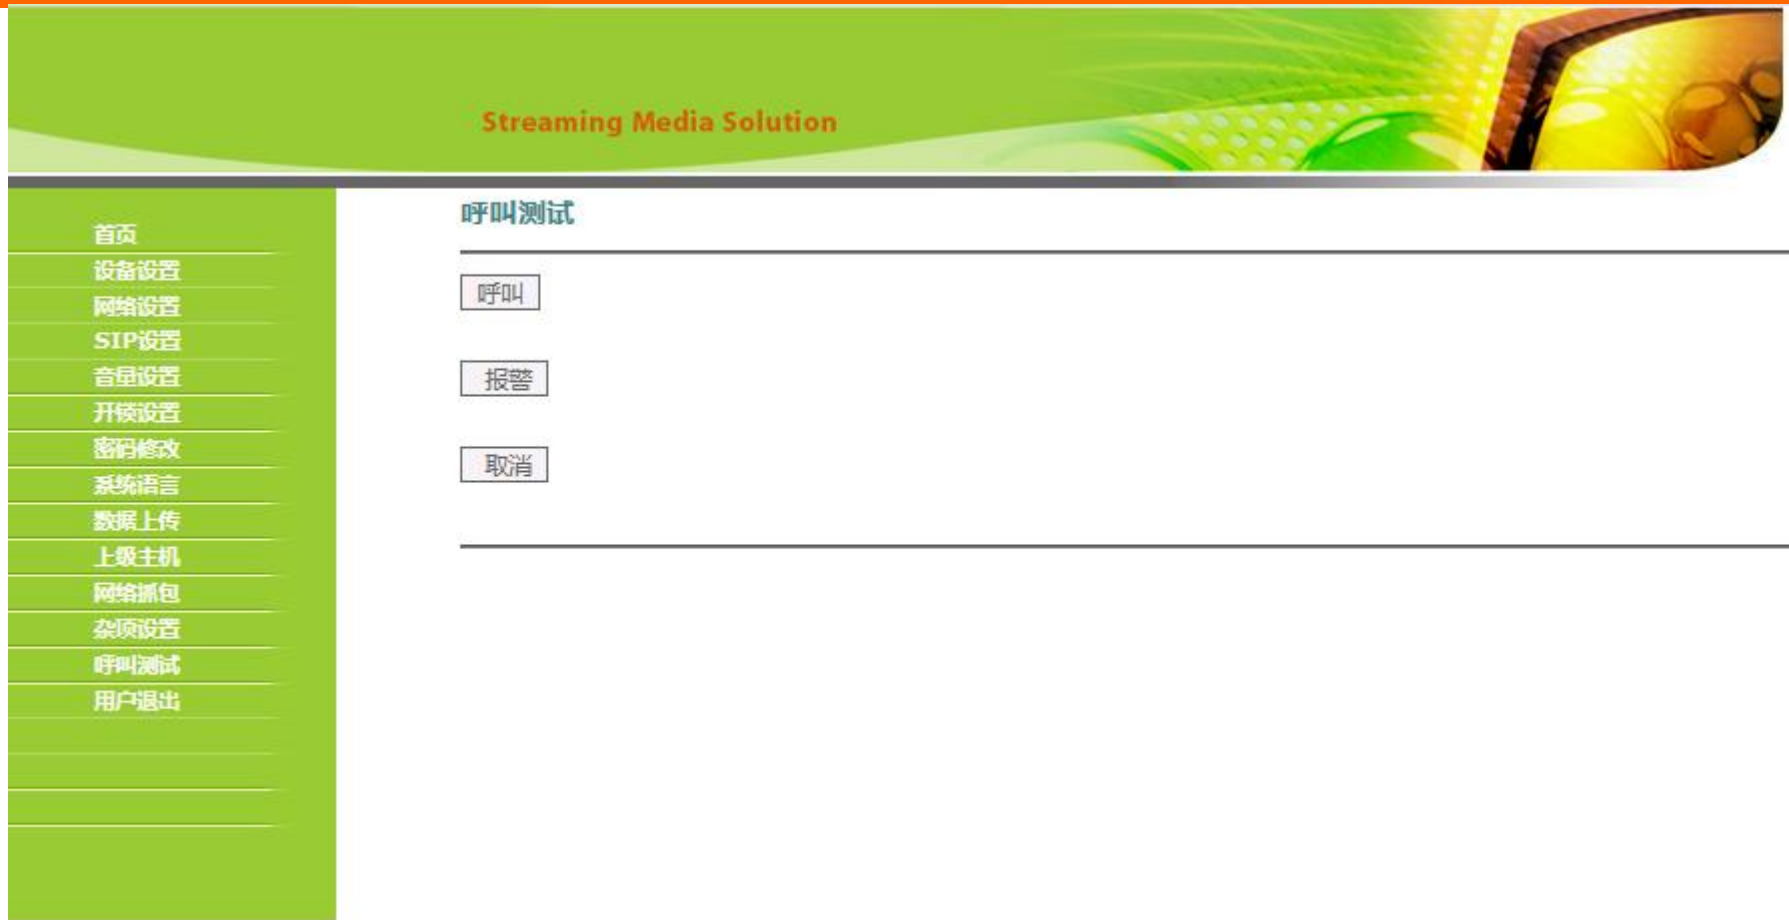 Streaming Media Solution
首页
设备设置
网络设置
SIP设置
音量设置
开锁设置
密码修改
系统语言
数据上传
上级主机
网络抓包
杂项设置
呼叫测试
用户退出
呼叫测试
呼叫
报警
取消